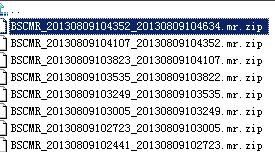 ..
BSCMR_20130809104352_20130809104634.mr.zip
BSCMR_20130809104107_20130809104352.mr.zip
BSCMR_20130809103823_20130809104107.mr.zip
BSCMR_20130809103535_20130809103822.mr.zip
BSCMR_20130809103249_20130809103535.mr.zip
BSCMR_20130809103005_20130809103249.mr.zip
BSCMR_20130809102723_20130809103005.mr.zip
BSCMR_20130809102441_20130809102723.mr.zip